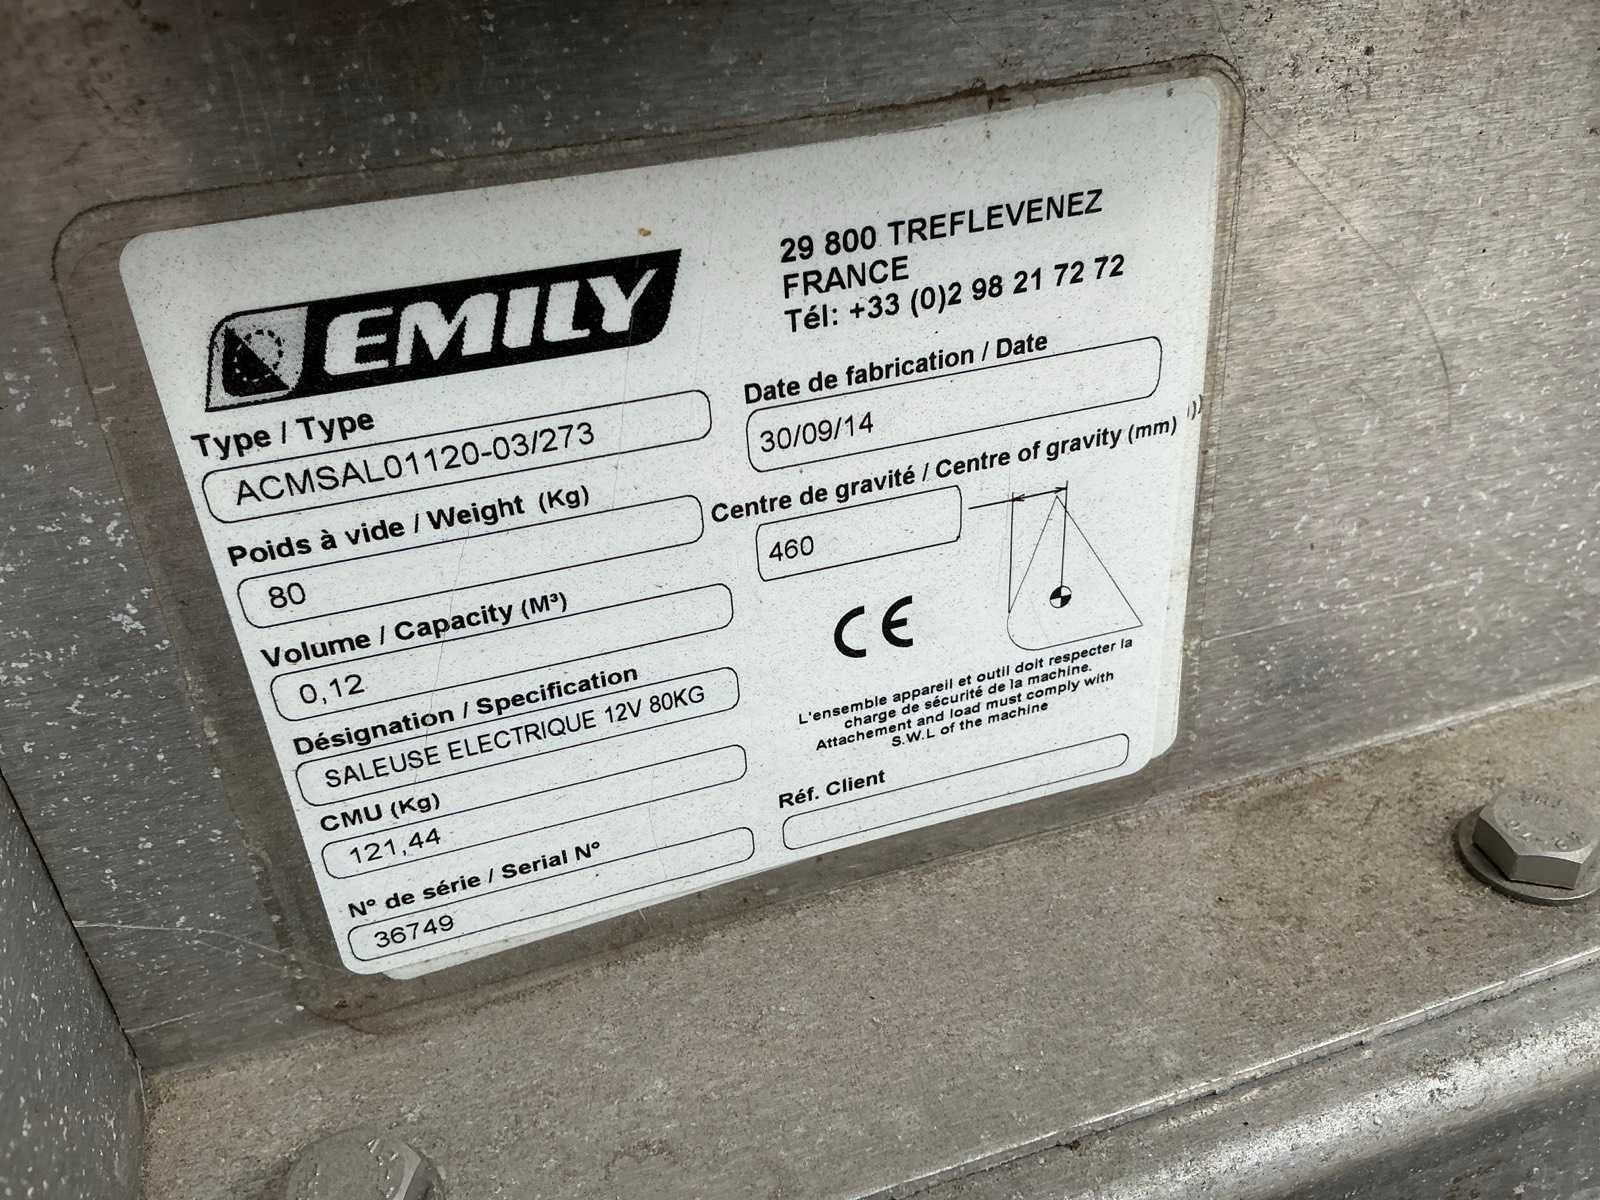 EMILY
29 800 TREFLEVENEZ
FRANCE
Tél: +33 (0)2 98 21 72 72
Type / Type
ACMSAL01120-03/273
Date de fabrication / Date
30/09/14
Poids à vide / Weight (Kg)
80
Centre de gravité / Centre of gravity (mm)
460
Volume / Capacity (M³)
0,12
CE
Désignation / Specification
SALEUSE ELECTRIQUE 12V 80KG
L'ensemble appareil et outil doit respecter la
charge de sécurité de la machine.
Attachement and load must comply with
S.W.L of the machine
CMU (Kg)
121,44
Réf. Client
N° de série / Serial N°
36749